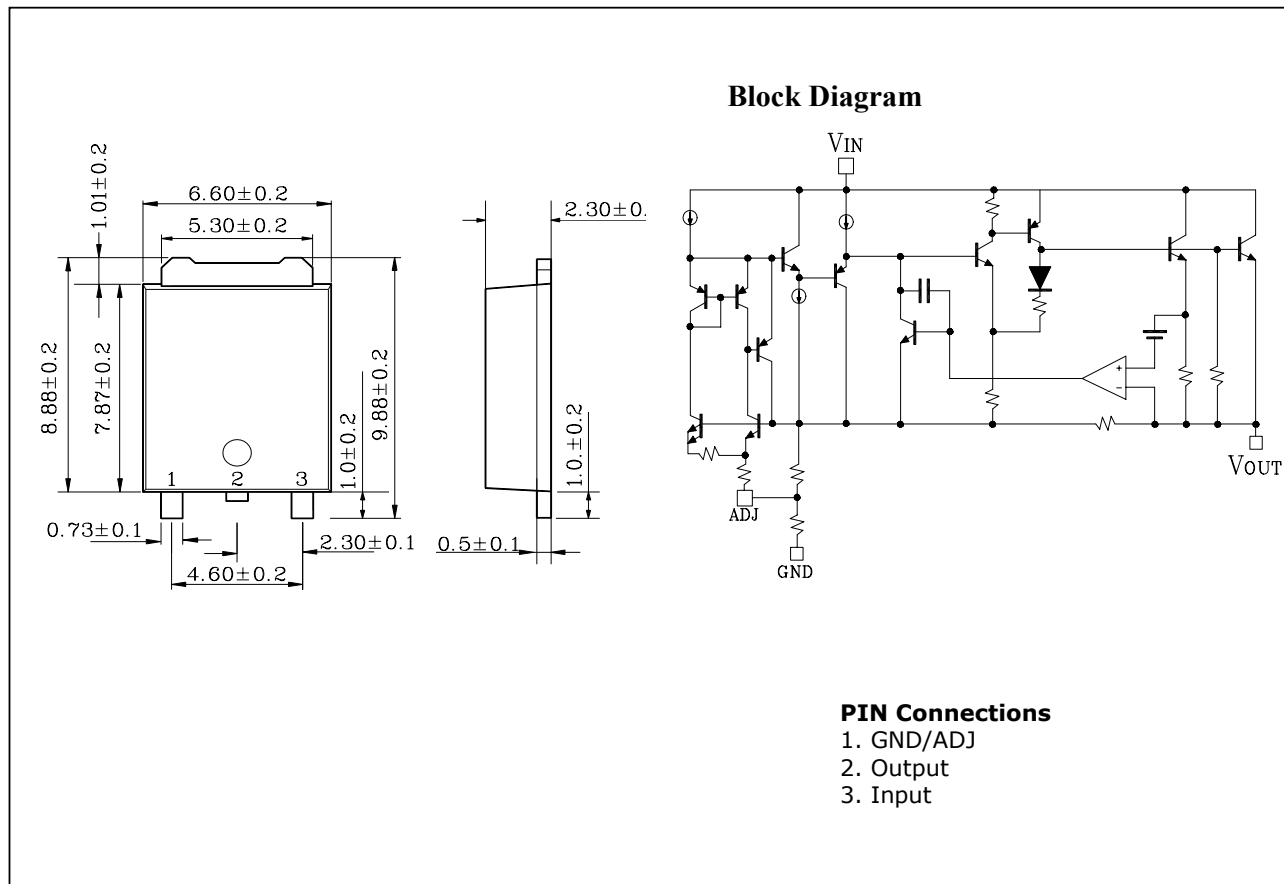 Block Diagram
VIN
1.01±0.2
6.60±0.2
5.30±0.2
2.30±0.
8.88±0.2
7.87±0.2
9.88±0.2
1.0±0.2
1.0.±0.2
1 2 3
0.73±0.1
2.30±0.1
4.60±0.2
0.5±0.1
+
−
VOUT
ADJ
GND
PIN Connections
1. GND/ADJ
2. Output
3. Input